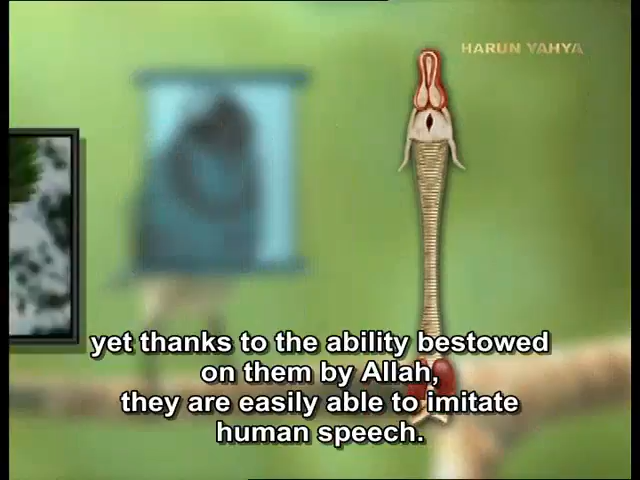 HARUN YAHYA
yet thanks to the ability bestowed
on them by Allah,
they are easily able to imitate
human speech.